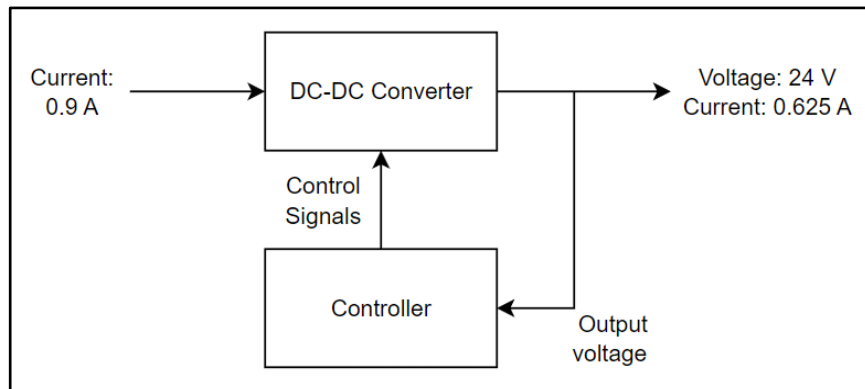 Current:
0.9 A
DC-DC Converter
Voltage: 24 V
Current: 0.625 A
Control
Signals
Controller
Output
voltage